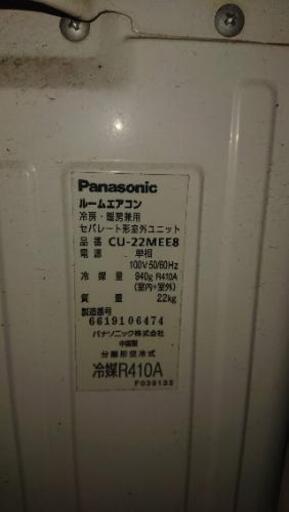 Panasonic
ルームエアコン
冷房・暖房兼用
セパレート形室外ユニット
品番 CU-22MEE8
電源 単相
100V 50/60Hz
冷媒量 940g R410A
(室内+室外)
質量 22kg
製造番号
6619106474
パナソニック株式会社
中国製
分離形空冷式
冷媒R410A
F039133